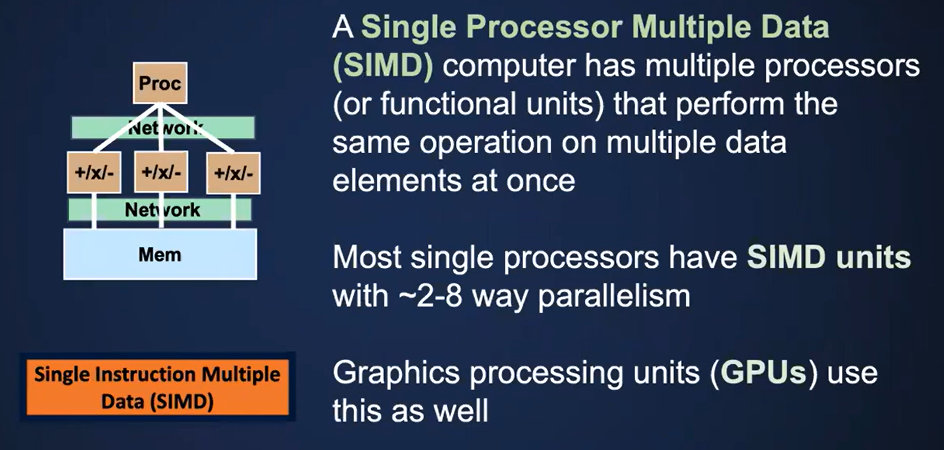 Proc
Network
+/x/-
+/x/-
+/x/-
Network
Mem
Single Instruction Multiple
Data (SIMD)
A Single Processor Multiple Data
(SIMD) computer has multiple processors
(or functional units) that perform the
same operation on multiple data
elements at once
Most single processors have SIMD units
with ~2-8 way parallelism
Graphics processing units (GPUs) use
this as well